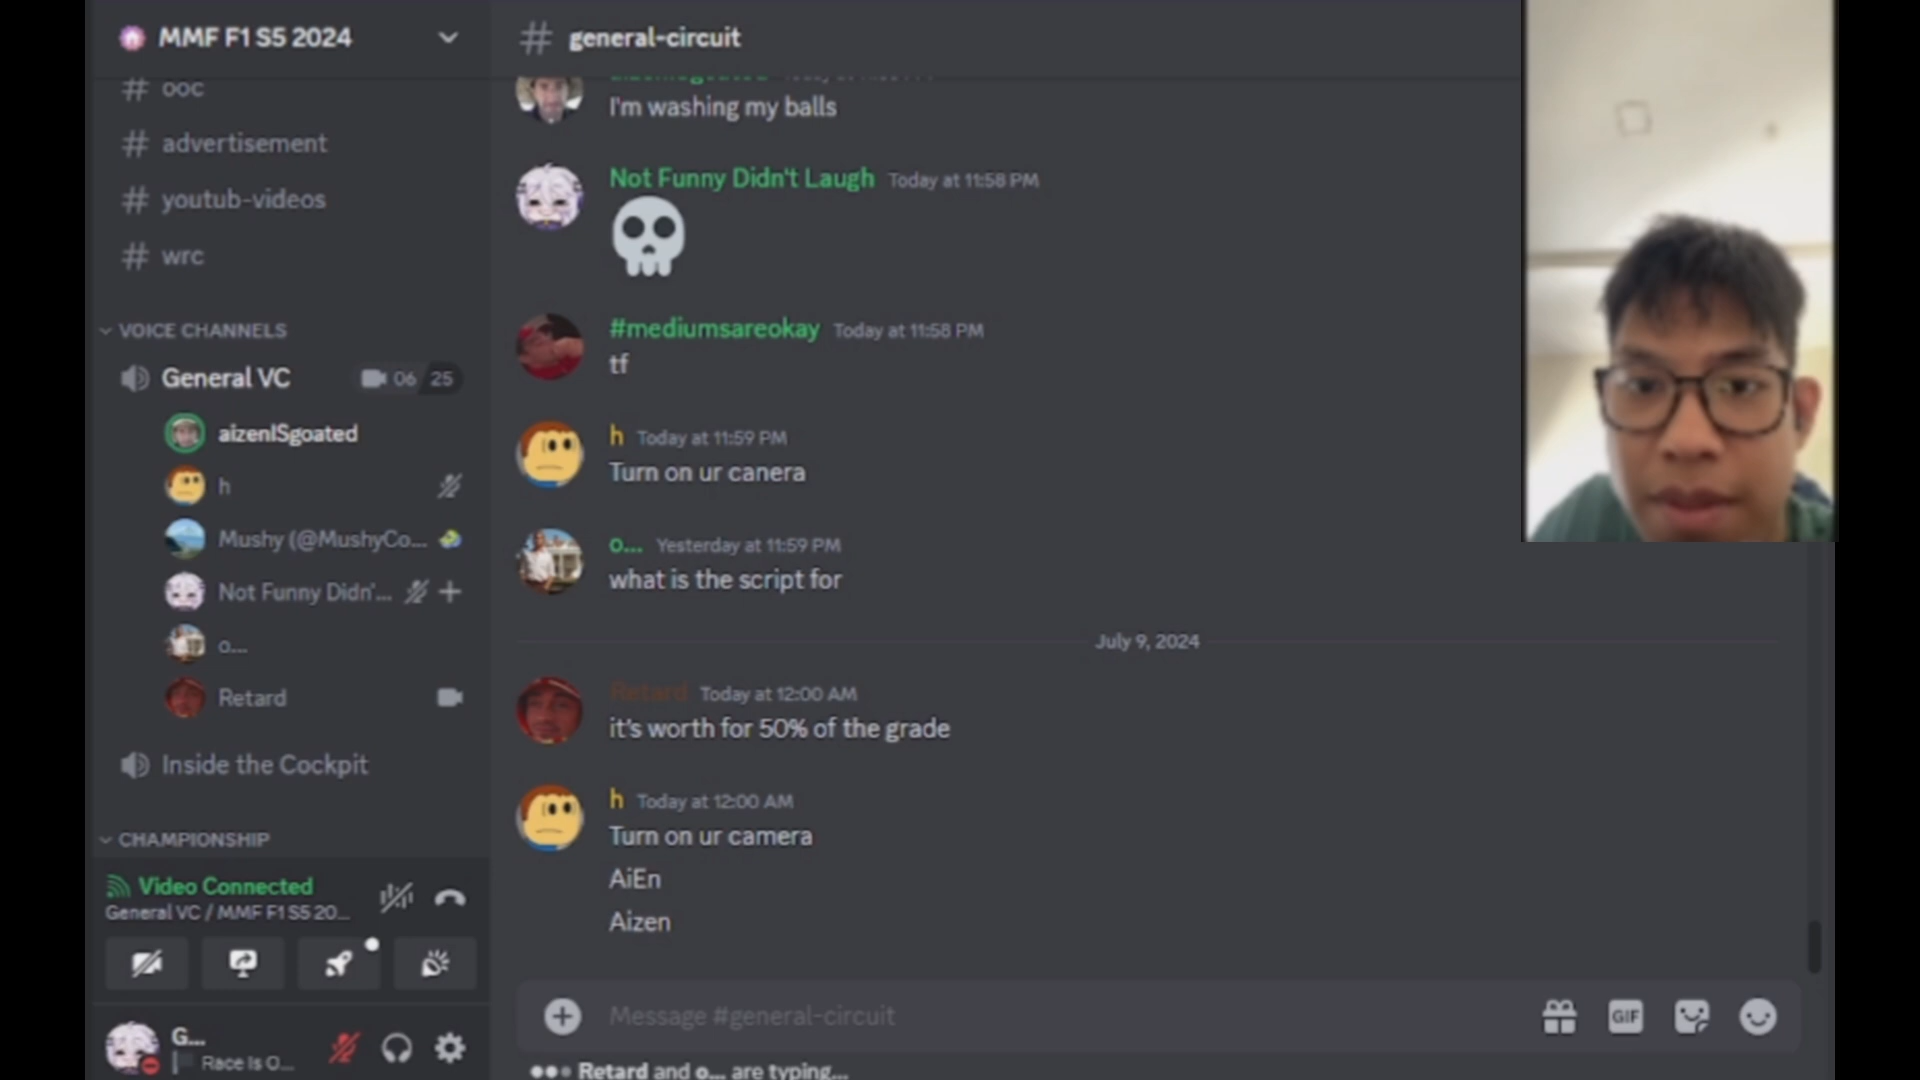 MMF F1 S5 2024
# ooc
# advertisement
# youtub-videos
# wrc
VOICE CHANNELS
General VC 06 25
aizenISgoated
h
Mushy (@MushyCo...
Not Funny Didn'...
o...
Retard
Inside the Cockpit
CHAMPIONSHIP
Video Connected
General VC / MMF F1 S5 20...
G...
Race Is O...
# general-circuit
I'm washing my balls
Not Funny Didn't Laugh Today at 11:58 PM
#mediumsareokay Today at 11:58 PM
tf
h Today at 11:59 PM
Turn on ur canera
o... Yesterday at 11:59 PM
what is the script for
July 9, 2024
Retard Today at 12:00 AM
it's worth for 50% of the grade
h Today at 12:00 AM
Turn on ur camera
AiEn
Aizen
Message #general-circuit
GIF
Retard and o... are typing...